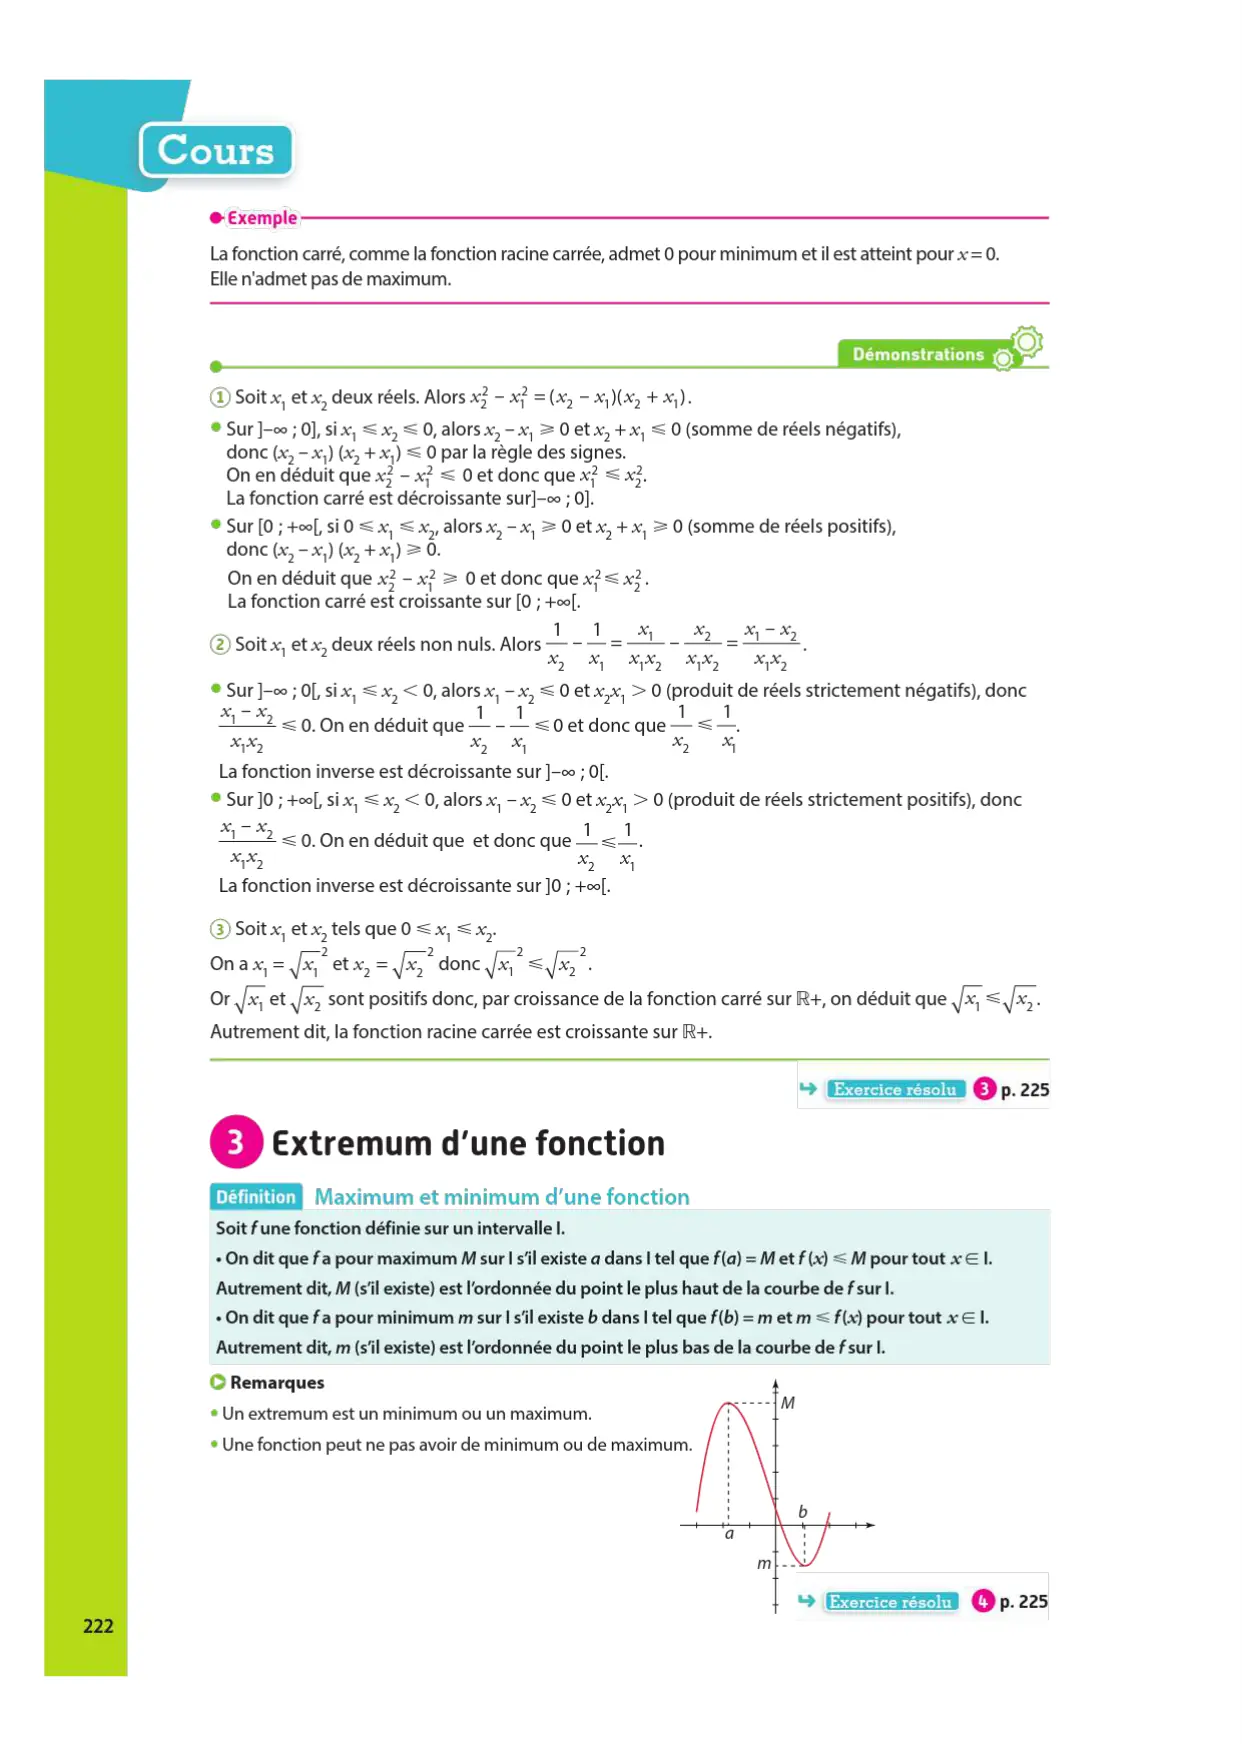 Cours
Exemple
La fonction carré, comme la fonction racine carrée, admet 0 pour minimum et il est atteint pour x = 0.
Elle n'admet pas de maximum.
Démonstrations
① Soit x₁ et x₂ deux réels. Alors x₂² − x₁² = (x₂ − x₁)(x₂ + x₁).
• Sur ]–∞ ; 0], si x₁ ⩽ x₂ ⩽ 0, alors x₂ – x₁ ⩾ 0 et x₂ + x₁ ⩽ 0 (somme de réels négatifs),
donc (x₂ – x₁) (x₂ + x₁) ⩽ 0 par la règle des signes.
On en déduit que x₂² − x₁² ⩽ 0 et donc que x₁² ⩽ x₂².
La fonction carré est décroissante sur]–∞ ; 0].
• Sur [0 ; +∞[, si 0 ⩽ x₁ ⩽ x₂, alors x₂ – x₁ ⩾ 0 et x₂ + x₁ ⩾ 0 (somme de réels positifs),
donc (x₂ – x₁) (x₂ + x₁) ⩾ 0.
On en déduit que x₂² − x₁² ⩾ 0 et donc que x₁² ⩽ x₂².
La fonction carré est croissante sur [0 ; +∞[.
② Soit x₁ et x₂ deux réels non nuls. Alors 1/x₂ − 1/x₁ = x₁/x₁x₂ − x₂/x₁x₂ = (x₁ − x₂)/x₁x₂.
• Sur ]–∞ ; 0[, si x₁ ⩽ x₂ < 0, alors x₁ – x₂ ⩽ 0 et x₂x₁ > 0 (produit de réels strictement négatifs), donc
(x₁ − x₂)/x₁x₂ ⩽ 0. On en déduit que 1/x₂ − 1/x₁ ⩽ 0 et donc que 1/x₂ ⩽ 1/x₁.
La fonction inverse est décroissante sur ]–∞ ; 0[.
• Sur ]0 ; +∞[, si x₁ ⩽ x₂ < 0, alors x₁ – x₂ ⩽ 0 et x₂x₁ > 0 (produit de réels strictement positifs), donc
(x₁ − x₂)/x₁x₂ ⩽ 0. On en déduit que et donc que 1/x₂ ⩽ 1/x₁.
La fonction inverse est décroissante sur ]0 ; +∞[.
③ Soit x₁ et x₂ tels que 0 ⩽ x₁ ⩽ x₂.
On a x₁ = √x₁² et x₂ = √x₂² donc √x₁² ⩽ √x₂².
Or √x₁ et √x₂ sont positifs donc, par croissance de la fonction carré sur ℝ+, on déduit que √x₁ ⩽ √x₂.
Autrement dit, la fonction racine carrée est croissante sur ℝ+.
↪ Exercice résolu 3 p. 225
3 Extremum d'une fonction
Définition Maximum et minimum d'une fonction
Soit f une fonction définie sur un intervalle I.
• On dit que f a pour maximum M sur I s'il existe a dans I tel que f(a) = M et f (x) ⩽ M pour tout x ∈ I.
Autrement dit, M (s'il existe) est l'ordonnée du point le plus haut de la courbe de f sur I.
• On dit que f a pour minimum m sur I s'il existe b dans I tel que f(b) = m et m ⩽ f(x) pour tout x ∈ I.
Autrement dit, m (s'il existe) est l'ordonnée du point le plus bas de la courbe de f sur I.
Remarques
• Un extremum est un minimum ou un maximum.
• Une fonction peut ne pas avoir de minimum ou de maximum.
M
b
a
m
↪ Exercice résolu 4 p. 225
222